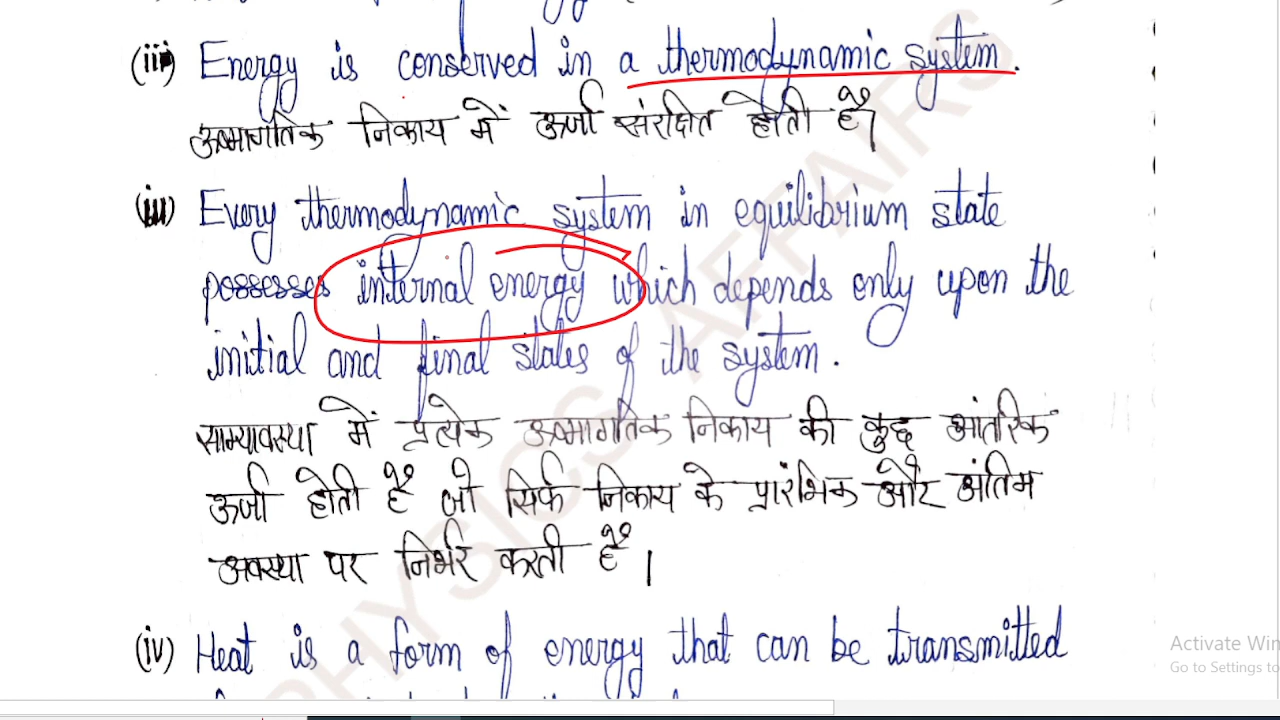 (ii) Energy is conserved in a thermodynamic system.
ऊष्मागतिक निकाय में ऊर्जा संरक्षित होती है।
(iii) Every thermodynamic system in equilibrium state
possesses internal energy which depends only upon the
initial and final states of the system.
साम्यावस्था में प्रत्येक ऊष्मागतिक निकाय की कुछ आंतरिक
ऊर्जा होती है जो सिर्फ निकाय के प्रारंभिक और अंतिम
अवस्था पर निर्भर करती है।
(iv) Heat is a form of energy that can be transmitted
PHYSICS AFFAIRS
Activate Win
Go to Settings to